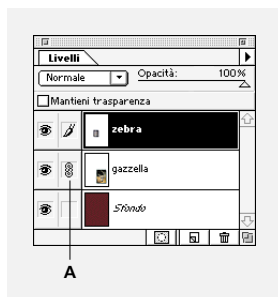 Livelli
Normale Opacità: 100%
Mantieni trasparenza
zebra
gazzella
Sfondo
A